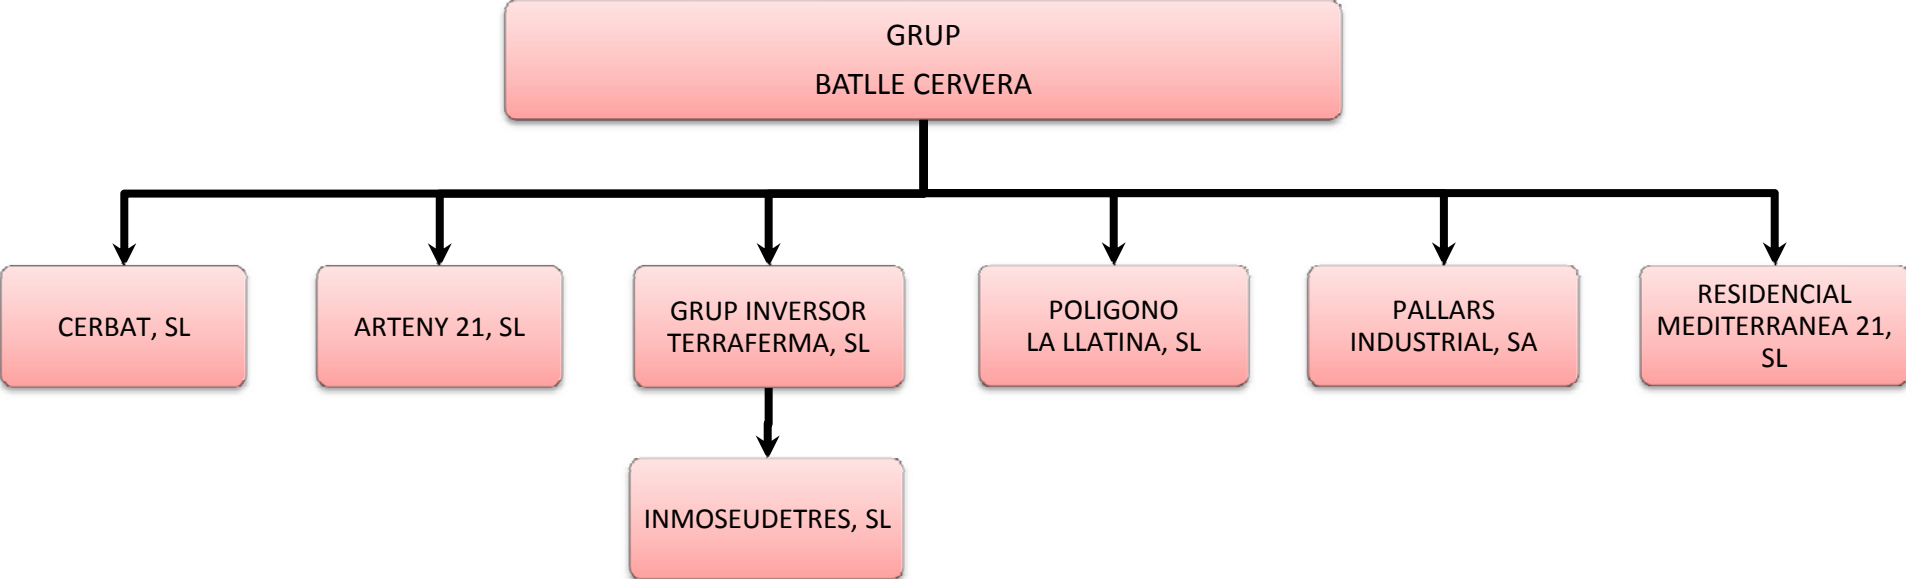 GRUP
BATLLE CERVERA
CERBAT, SL
ARTENY 21, SL
GRUP INVERSOR
TERRAFERMA, SL
POLIGONO
LA LLATINA, SL
PALLARS
INDUSTRIAL, SA
RESIDENCIAL
MEDITERRANEA 21,
SL
INMOSEUDETRES, SL